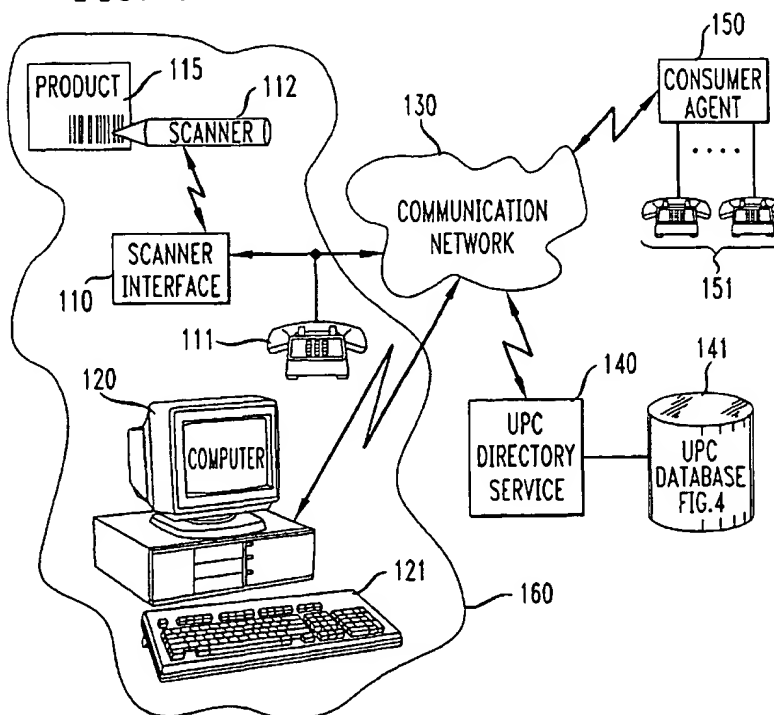 115
PRODUCT
112
SCANNER
110
SCANNER
INTERFACE
111
120
COMPUTER
121
160
130
COMMUNICATION
NETWORK
150
CONSUMER
AGENT
....
151
140
UPC
DIRECTORY
SERVICE
141
UPC
DATABASE
FIG.4